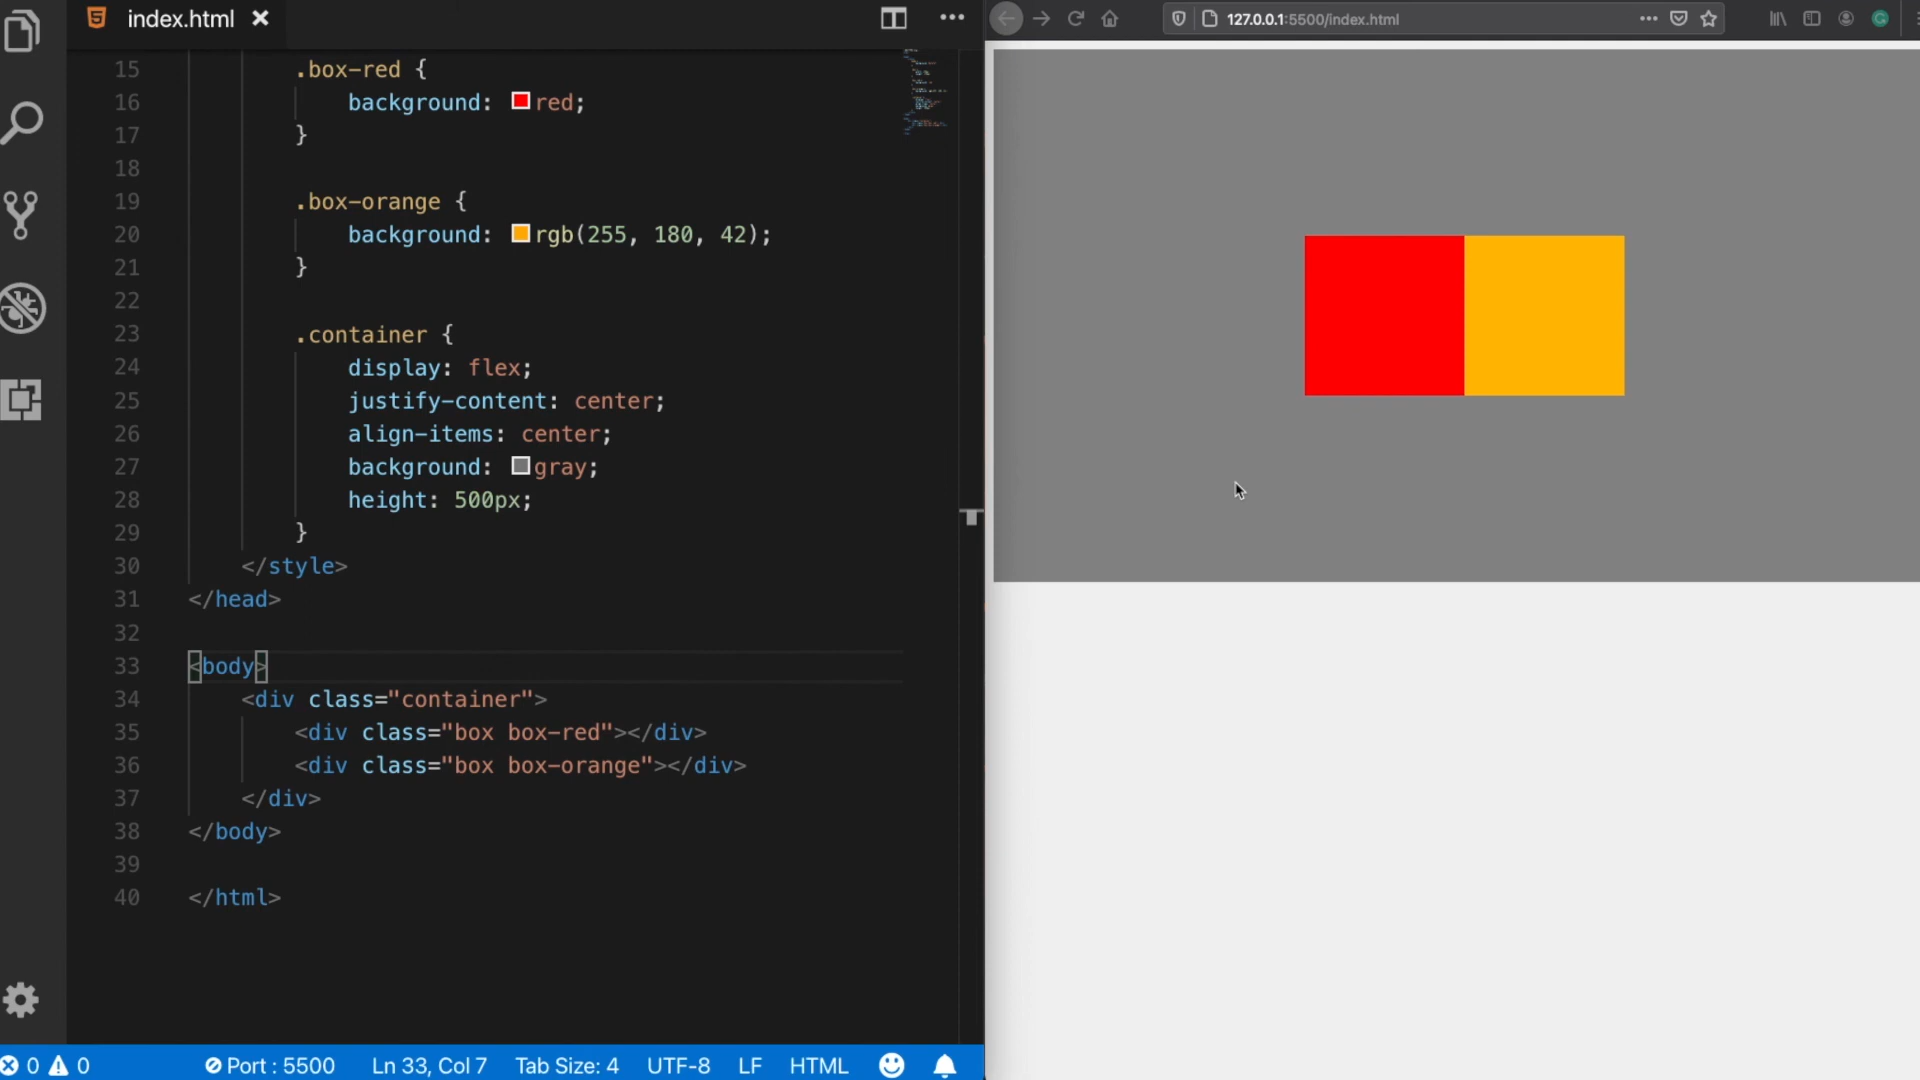 index.html
127.0.0.1:5500/index.html
15 .box-red {
16 background: red;
17 }
18
19 .box-orange {
20 background: rgb(255, 180, 42);
21 }
22
23 .container {
24 display: flex;
25 justify-content: center;
26 align-items: center;
27 background: gray;
28 height: 500px;
29 }
30 </style>
31 </head>
32
33 <body>
34 <div class="container">
35 <div class="box box-red"></div>
36 <div class="box box-orange"></div>
37 </div>
38 </body>
39
40 </html>
0 0 Port : 5500 Ln 33, Col 7 Tab Size: 4 UTF-8 LF HTML